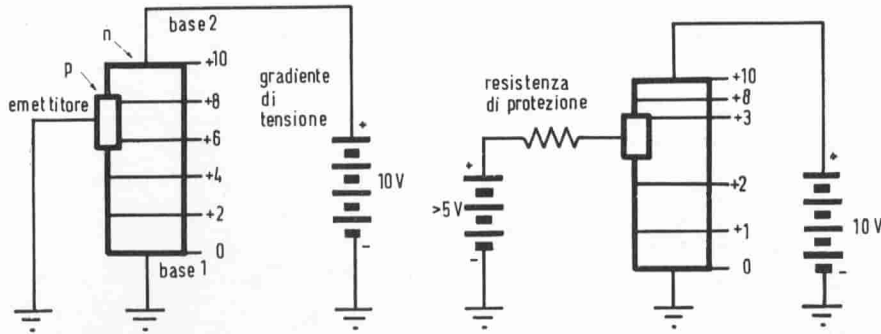 n
base 2
p
+10
emettitore
+8
+6
+4
+2
0
base 1
gradiente
di
tensione
+
10 V
-
resistenza
di protezione
+
>5 V
-
+10
+8
+3
+2
+1
0
+
10 V
-